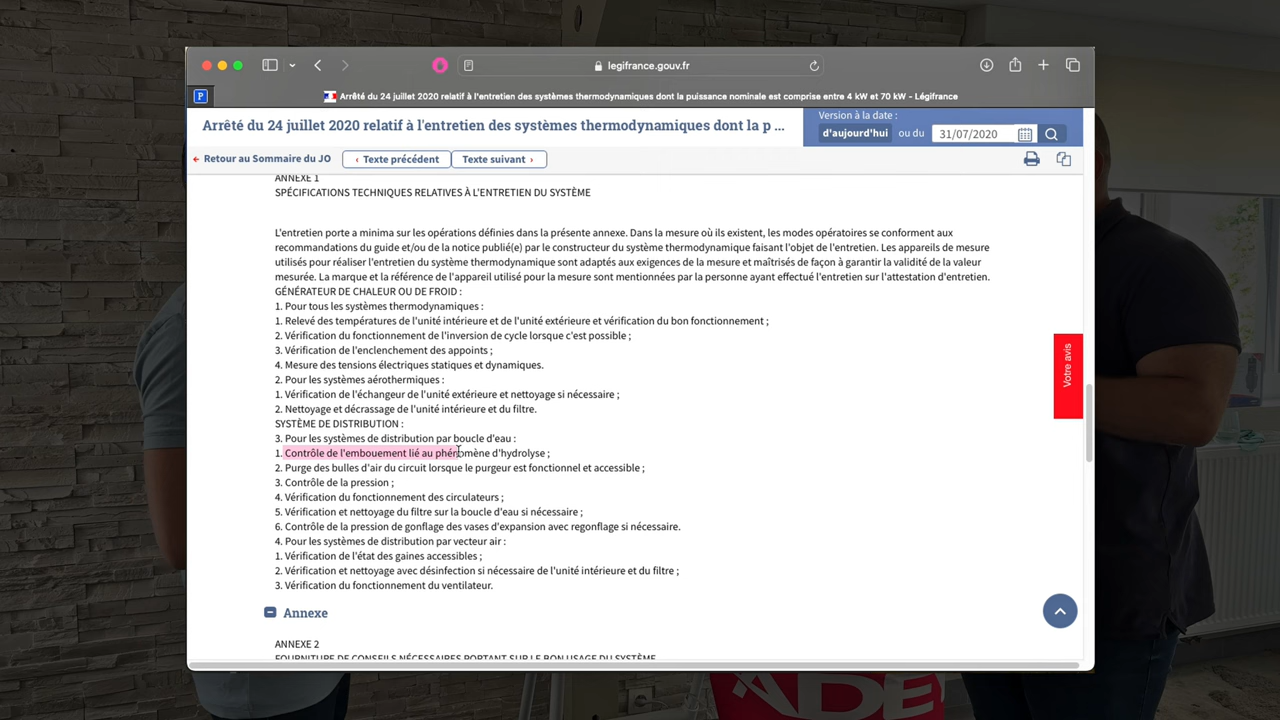 legifrance.gouv.fr
P
Arrêté du 24 juillet 2020 relatif à l'entretien des systèmes thermodynamiques dont la puissance nominale est comprise entre 4 kW et 70 kW - Légifrance
Arrêté du 24 juillet 2020 relatif à l'entretien des systèmes thermodynamiques dont la p ...
Version à la date :
d'aujourd'hui ou du 31/07/2020
← Retour au Sommaire du JO
‹ Texte précédent
Texte suivant ›
ANNEXE 1
SPÉCIFICATIONS TECHNIQUES RELATIVES À L'ENTRETIEN DU SYSTÈME
L'entretien porte a minima sur les opérations définies dans la présente annexe. Dans la mesure où ils existent, les modes opératoires se conforment aux
recommandations du guide et/ou de la notice publié(e) par le constructeur du système thermodynamique faisant l'objet de l'entretien. Les appareils de mesure
utilisés pour réaliser l'entretien du système thermodynamique sont adaptés aux exigences de la mesure et maîtrisés de façon à garantir la validité de la valeur
mesurée. La marque et la référence de l'appareil utilisé pour la mesure sont mentionnées par la personne ayant effectué l'entretien sur l'attestation d'entretien.
GÉNÉRATEUR DE CHALEUR OU DE FROID :
1. Pour tous les systèmes thermodynamiques :
1. Relevé des températures de l'unité intérieure et de l'unité extérieure et vérification du bon fonctionnement ;
2. Vérification du fonctionnement de l'inversion de cycle lorsque c'est possible ;
3. Vérification de l'enclenchement des appoints ;
4. Mesure des tensions électriques statiques et dynamiques.
2. Pour les systèmes aérothermiques :
1. Vérification de l'échangeur de l'unité extérieure et nettoyage si nécessaire ;
2. Nettoyage et décrassage de l'unité intérieure et du filtre.
SYSTÈME DE DISTRIBUTION :
3. Pour les systèmes de distribution par boucle d'eau :
1. Contrôle de l'embouement lié au phénomène d'hydrolyse ;
2. Purge des bulles d'air du circuit lorsque le purgeur est fonctionnel et accessible ;
3. Contrôle de la pression ;
4. Vérification du fonctionnement des circulateurs ;
5. Vérification et nettoyage du filtre sur la boucle d'eau si nécessaire ;
6. Contrôle de la pression de gonflage des vases d'expansion avec regonflage si nécessaire.
4. Pour les systèmes de distribution par vecteur air :
1. Vérification de l'état des gaines accessibles ;
2. Vérification et nettoyage avec désinfection si nécessaire de l'unité intérieure et du filtre ;
3. Vérification du fonctionnement du ventilateur.
Votre avis
Annexe
ANNEXE 2
FOURNITURE DE CONSEILS NÉCESSAIRES PORTANT SUR LE BON USAGE DU SYSTÈME